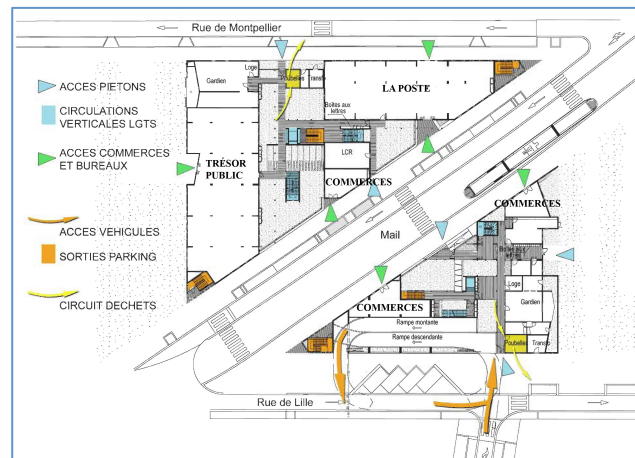 Rue de Montpellier
Loge
Gardien
Poubelles
Transfo
LA POSTE
ACCES PIETONS
CIRCULATIONS
VERTICALES LGTS
Boîtes aux
lettres
ACCES COMMERCES
ET BUREAUX
TRÉSOR
PUBLIC
LCR
COMMERCES
COMMERCES
ACCES VEHICULES
Mail
Boîtes aux
lettres
SORTIES PARKING
Loge
Gardien
CIRCUIT DECHETS
COMMERCES
Rampe montante
Rampe descendante
Poubelles
Transfo
Rue de Lille